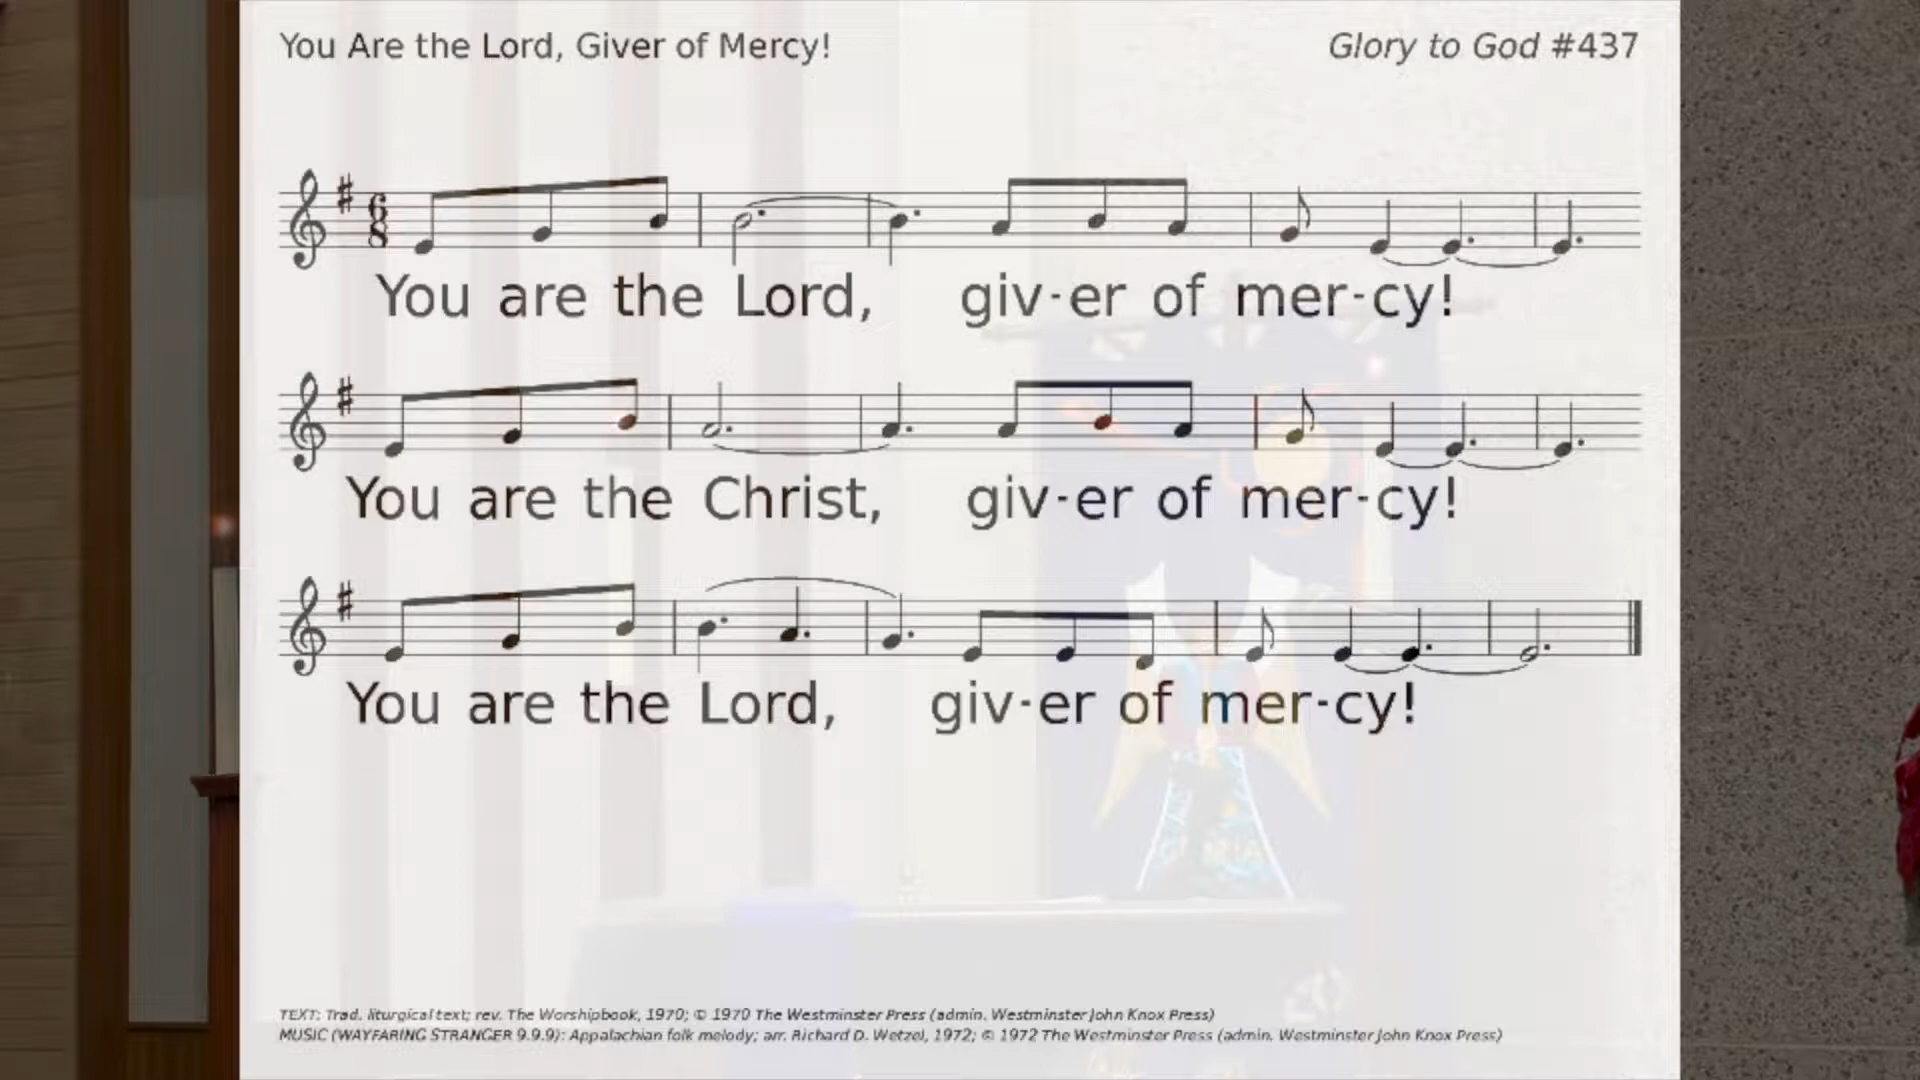 You Are the Lord, Giver of Mercy!
Glory to God #437
6
8
You are the Lord, giv-er of mer-cy!
You are the Christ, giv-er of mer-cy!
You are the Lord, giv-er of mer-cy!
TEXT: Trad. liturgical text; rev. The Worshipbook, 1970; © 1970 The Westminster Press (admin. Westminster John Knox Press)
MUSIC (WAYFARING STRANGER 9.9.9): Appalachian folk melody; arr. Richard D. Wetzel, 1972; © 1972 The Westminster Press (admin. Westminster John Knox Press)